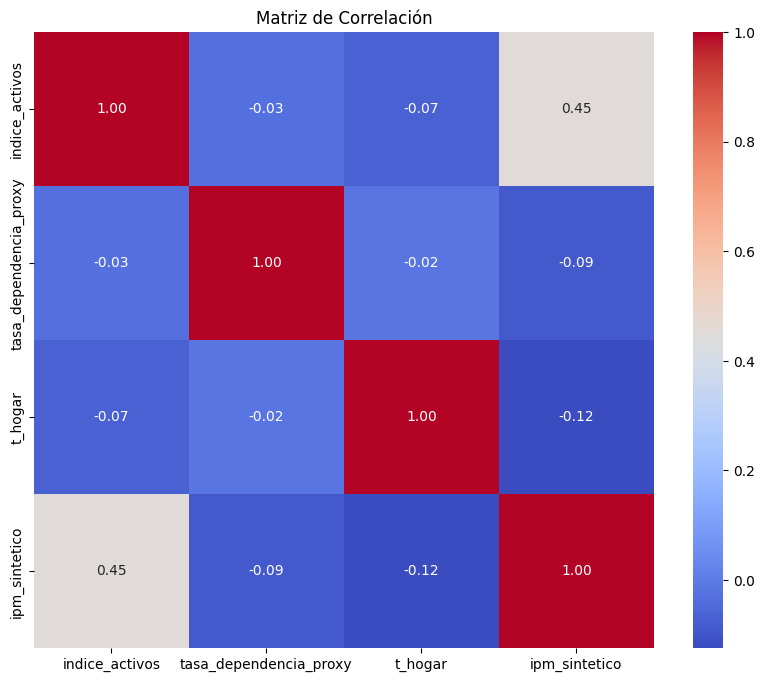 Matriz de Correlación
indice_activos
1.00
-0.03
-0.07
0.45
tasa_dependencia_proxy
-0.03
1.00
-0.02
-0.09
t_hogar
-0.07
-0.02
1.00
-0.12
ipm_sintetico
0.45
-0.09
-0.12
1.00
indice_activos
tasa_dependencia_proxy
t_hogar
ipm_sintetico
1.0
0.8
0.6
0.4
0.2
0.0